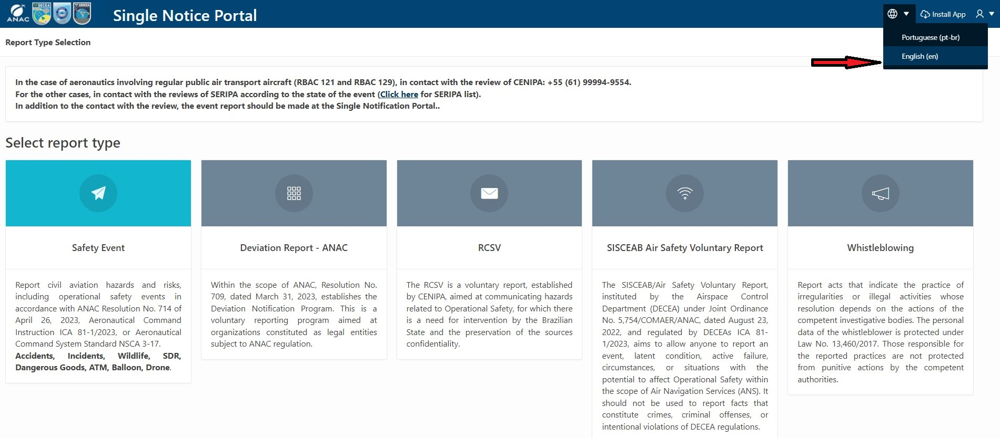 ANAC
DECEA
ASOCEA
Single Notice Portal
Install App
Portuguese (pt-br)
English (en)
Report Type Selection
In the case of aeronautics involving regular public air transport aircraft (RBAC 121 and RBAC 129), in contact with the review of CENIPA: +55 (61) 99994-9554.
For the other cases, in contact with the reviews of SERIPA according to the state of the event (Click here for SERIPA list).
In addition to the contact with the review, the event report should be made at the Single Notification Portal..
Select report type
Safety Event
Report civil aviation hazards and risks,
including operational safety events in
accordance with ANAC Resolution No. 714 of
April 26, 2023, Aeronautical Command
Instruction ICA 81-1/2023, or Aeronautical
Command System Standard NSCA 3-17.
Accidents, Incidents, Wildlife, SDR,
Dangerous Goods, ATM, Balloon, Drone.
Deviation Report - ANAC
Within the scope of ANAC, Resolution No.
709, dated March 31, 2023, establishes the
Deviation Notification Program. This is a
voluntary reporting program aimed at
organizations constituted as legal entities
subject to ANAC regulation.
RCSV
The RCSV is a voluntary report, established
by CENIPA, aimed at communicating hazards
related to Operational Safety, for which there
is a need for intervention by the Brazilian
State and the preservation of the sources
confidentiality.
SISCEAB Air Safety Voluntary Report
The SISCEAB/Air Safety Voluntary Report,
instituted by the Airspace Control
Department (DECEA) under Joint Ordinance
No. 5,754/COMAER/ANAC, dated August 23,
2022, and regulated by DECEAs ICA 81-
1/2023, aims to allow anyone to report an
event, latent condition, active failure,
circumstances, or situations with the
potential to affect Operational Safety within
the scope of Air Navigation Services (ANS). It
should not be used to report facts that
constitute crimes, criminal offenses, or
intentional violations of DECEA regulations.
Whistleblowing
Report acts that indicate the practice of
irregularities or illegal activities whose
resolution depends on the actions of the
competent investigative bodies. The personal
data of the whistleblower is protected under
Law No. 13,460/2017. Those responsible for
the reported practices are not protected
from punitive actions by the competent
authorities.